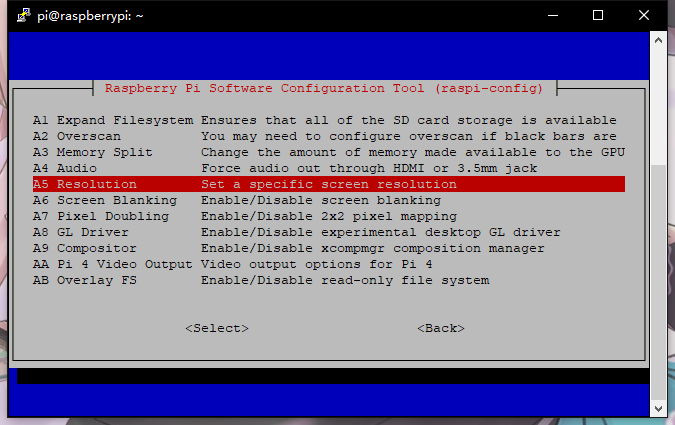 pi@raspberrypi: ~
Raspberry Pi Software Configuration Tool (raspi-config)
A1 Expand Filesystem Ensures that all of the SD card storage is available
A2 Overscan You may need to configure overscan if black bars are
A3 Memory Split Change the amount of memory made available to the GPU
A4 Audio Force audio out through HDMI or 3.5mm jack
A5 Resolution Set a specific screen resolution
A6 Screen Blanking Enable/Disable screen blanking
A7 Pixel Doubling Enable/Disable 2x2 pixel mapping
A8 GL Driver Enable/Disable experimental desktop GL driver
A9 Compositor Enable/Disable xcompmgr composition manager
AA Pi 4 Video Output Video output options for Pi 4
AB Overlay FS Enable/Disable read-only file system
<Select> <Back>